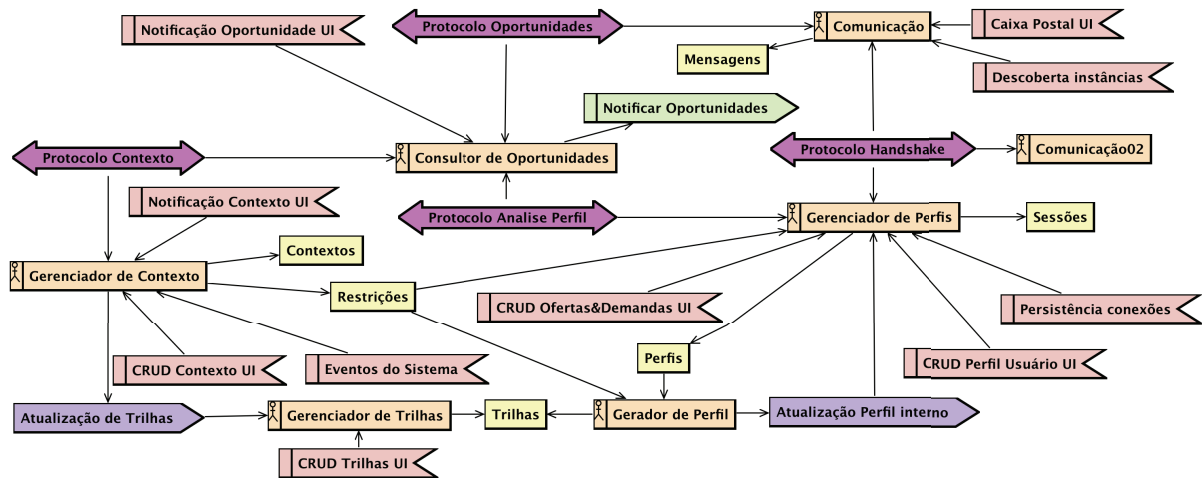 Notificação Oportunidade UI
Protocolo Oportunidades
Comunicação
Caixa Postal UI
Mensagens
Descoberta instâncias
Notificar Oportunidades
Protocolo Contexto
Consultor de Oportunidades
Protocolo Handshake
Comunicação02
Notificação Contexto UI
Protocolo Analise Perfil
Gerenciador de Perfis
Sessões
Contextos
Gerenciador de Contexto
Restrições
CRUD Ofertas&Demandas UI
Persistência conexões
CRUD Contexto UI
Eventos do Sistema
Perfis
CRUD Perfil Usuário UI
Atualização de Trilhas
Gerenciador de Trilhas
Trilhas
Gerador de Perfil
Atualização Perfil interno
CRUD Trilhas UI